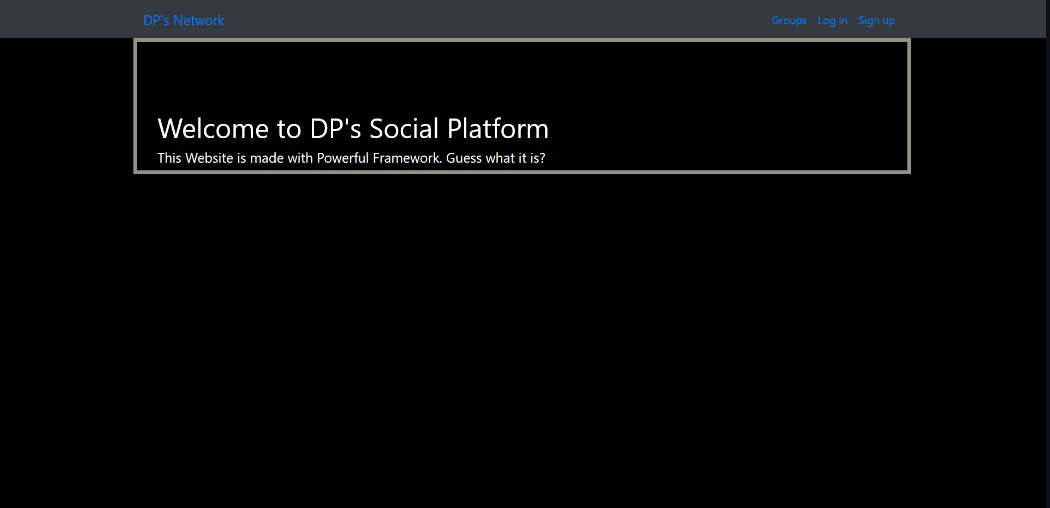 DP's Network
Groups Log in Sign up
Welcome to DP's Social Platform
This Website is made with Powerful Framework. Guess what it is?